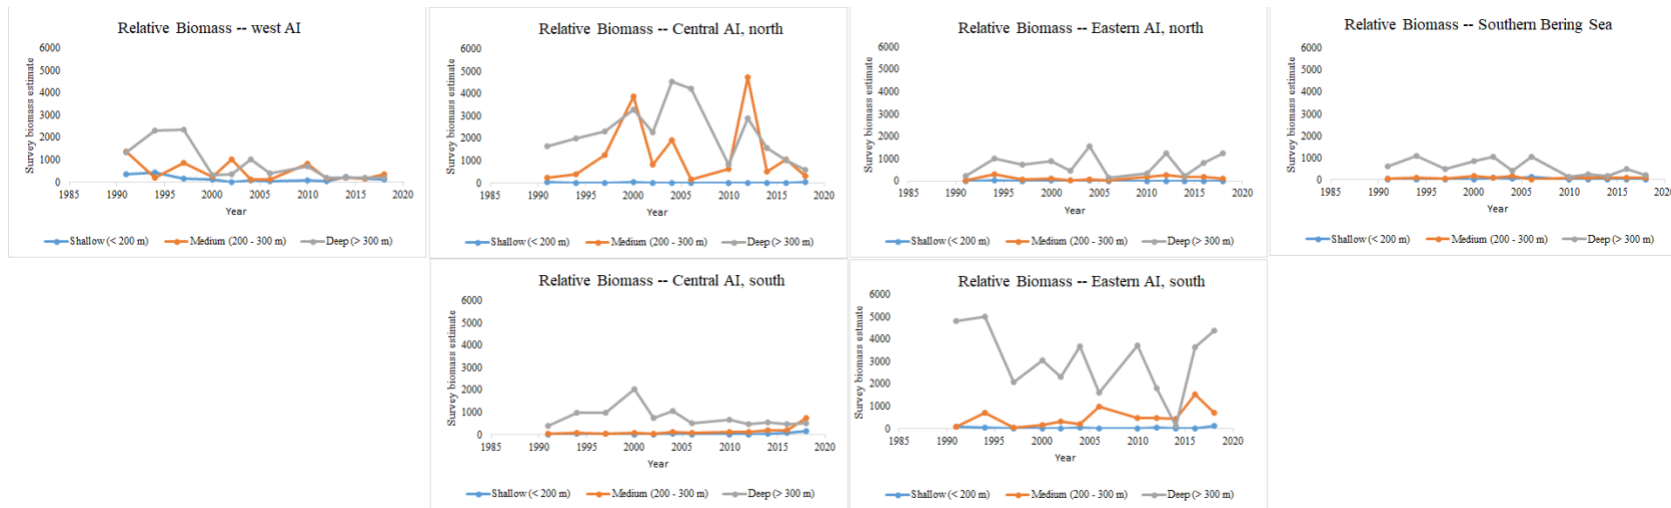 Relative Biomass -- west AI
Survey biomass estimate
6000
5000
4000
3000
2000
1000
0
1985 1990 1995 2000 2005 2010 2015 2020
Year
Shallow (< 200 m) Medium (200 - 300 m) Deep (> 300 m)
Relative Biomass -- Central AI, north
Survey biomass estimate
6000
5000
4000
3000
2000
1000
0
1985 1990 1995 2000 2005 2010 2015 2020
Year
Shallow (< 200 m) Medium (200 - 300 m) Deep (> 300 m)
Relative Biomass -- Eastern AI, north
Survey biomass estimate
6000
5000
4000
3000
2000
1000
0
1985 1990 1995 2000 2005 2010 2015 2020
Year
Shallow (< 200 m) Medium (200 - 300 m) Deep (> 300 m)
Relative Biomass -- Southern Bering Sea
Survey biomass estimate
6000
5000
4000
3000
2000
1000
0
1985 1990 1995 2000 2005 2010 2015 2020
Year
Shallow (< 200 m) Medium (200 - 300 m) Deep (> 300 m)
Relative Biomass -- Central AI, south
Survey biomass estimate
6000
5000
4000
3000
2000
1000
0
1985 1990 1995 2000 2005 2010 2015 2020
Year
Shallow (< 200 m) Medium (200 - 300 m) Deep (> 300 m)
Relative Biomass -- Eastern AI, south
Survey biomass estimate
6000
5000
4000
3000
2000
1000
0
1985 1990 1995 2000 2005 2010 2015 2020
Year
Shallow (< 200 m) Medium (200 - 300 m) Deep (> 300 m)